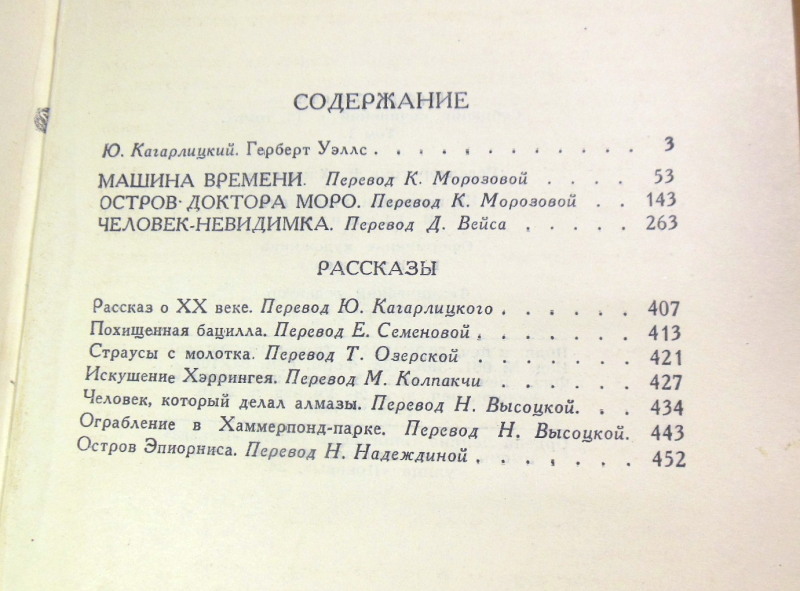 СОДЕРЖАНИЕ
Ю. Кагарлицкий. Герберт Уэллс . . . . . . . . . . . 3
МАШИНА ВРЕМЕНИ. Перевод К. Морозовой . . . . 53
ОСТРОВ ДОКТОРА МОРО. Перевод К. Морозовой . . 143
ЧЕЛОВЕК-НЕВИДИМКА. Перевод Д. Вейса . . . . . 263
РАССКАЗЫ
Рассказ о XX веке. Перевод Ю. Кагарлицкого . . . . . . 407
Похищенная бацилла. Перевод Е. Семеновой . . . . . . 413
Страусы с молотка. Перевод Т. Озерской . . . . . . . 421
Искушение Хэррингея. Перевод М. Колпакчи . . . . . . 427
Человек, который делал алмазы. Перевод Н. Высоцкой. . . 434
Ограбление в Хаммерпонд-парке. Перевод Н. Высоцкой. 443
Остров Эпиорниса. Перевод Н. Надеждиной . . . . . . . 452